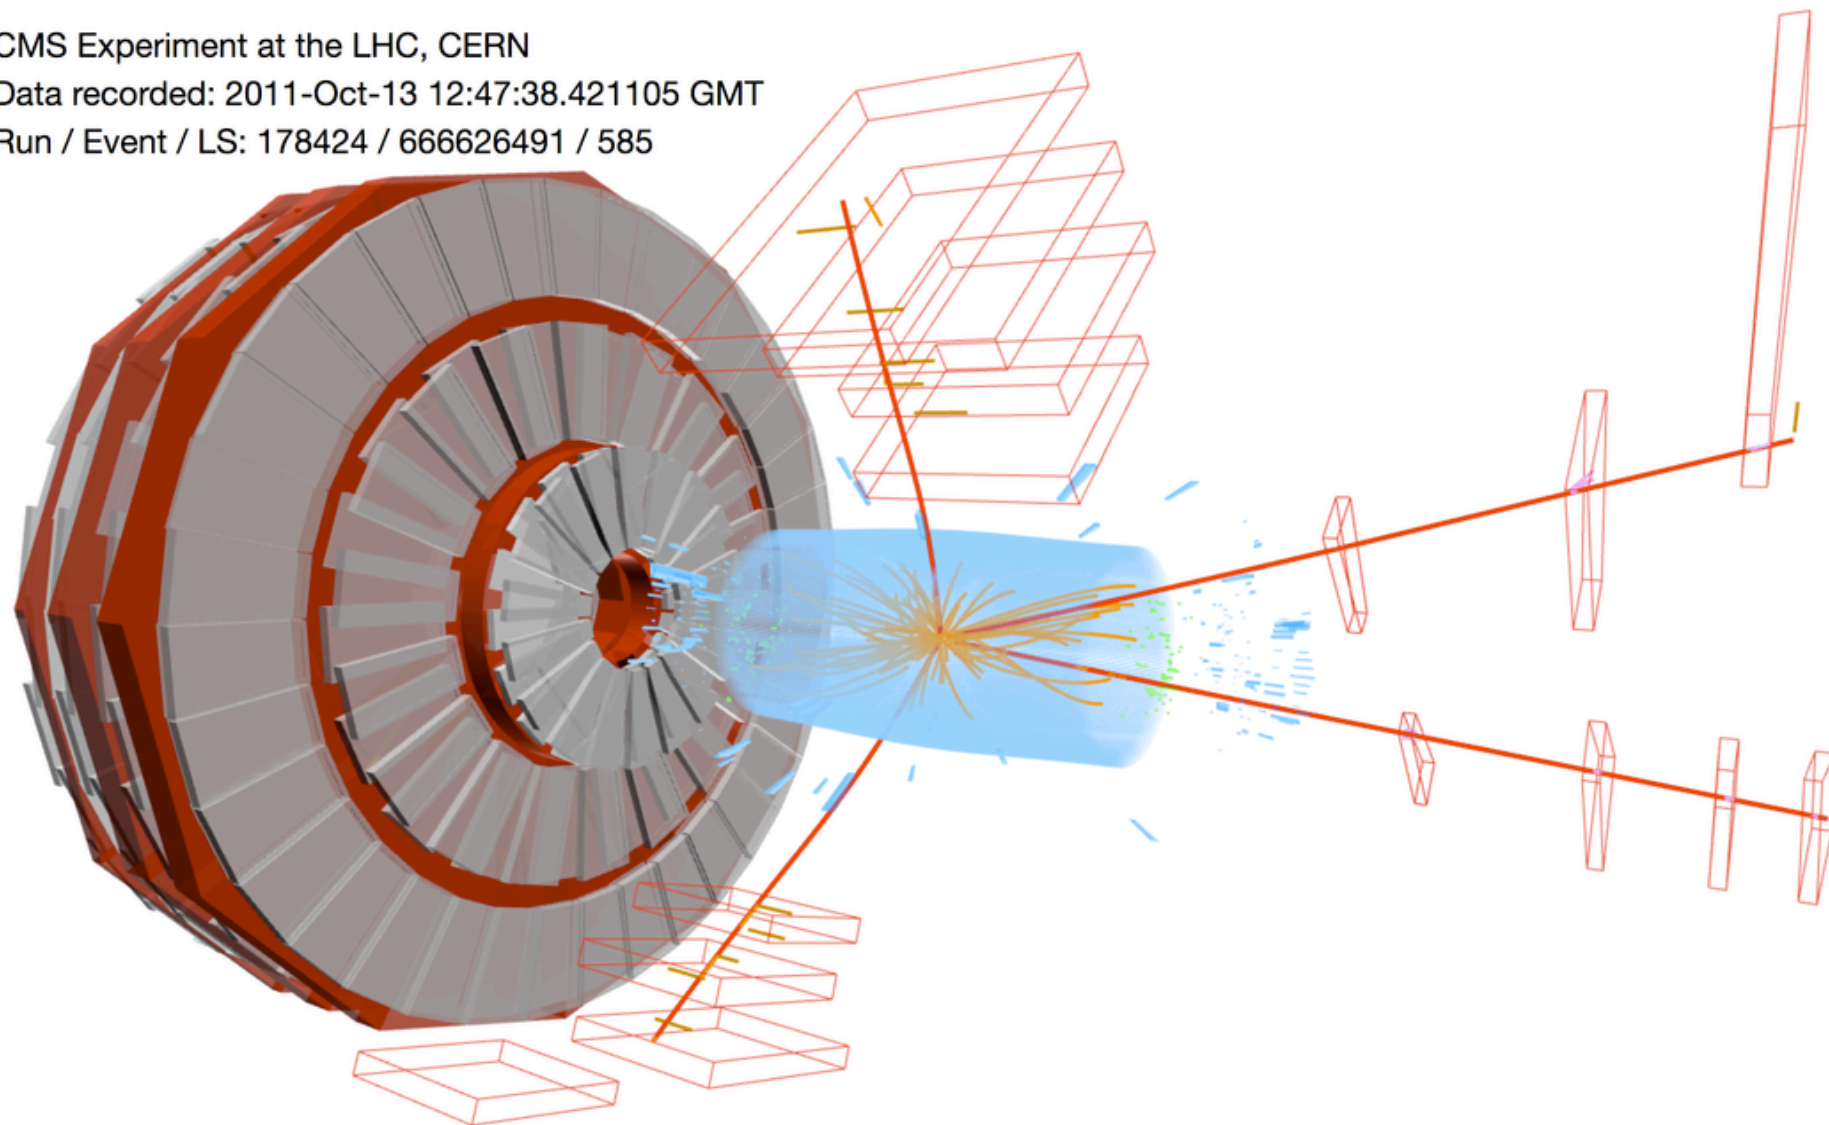 CMS Experiment at the LHC, CERN
Data recorded: 2011-Oct-13 12:47:38.421105 GMT
Run / Event / LS: 178424 / 666626491 / 585